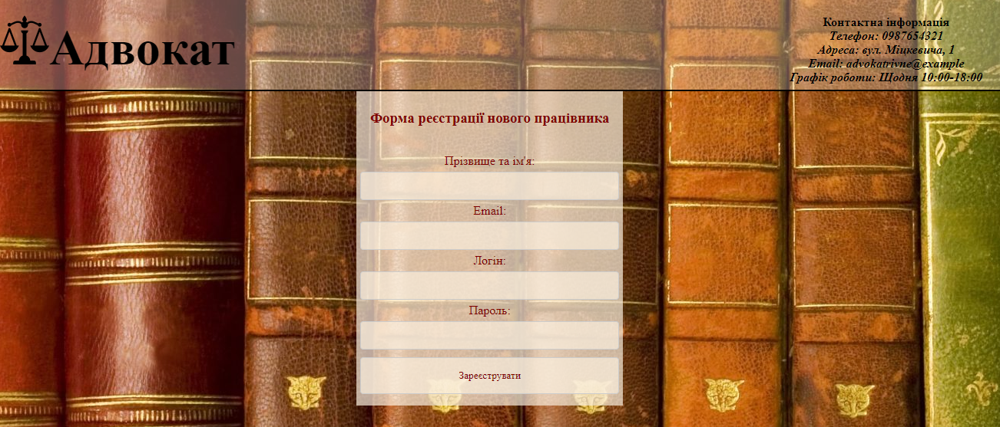 Адвокат
Контактна інформація
Телефон: 0987654321
Адреса: вул. Міцкевича, 1
Email: advokatrivne@example
Графік роботи: Щодня 10:00-18:00
Форма реєстрації нового працівника
Прізвище та ім'я:
Email:
Логін:
Пароль:
Зареєструвати